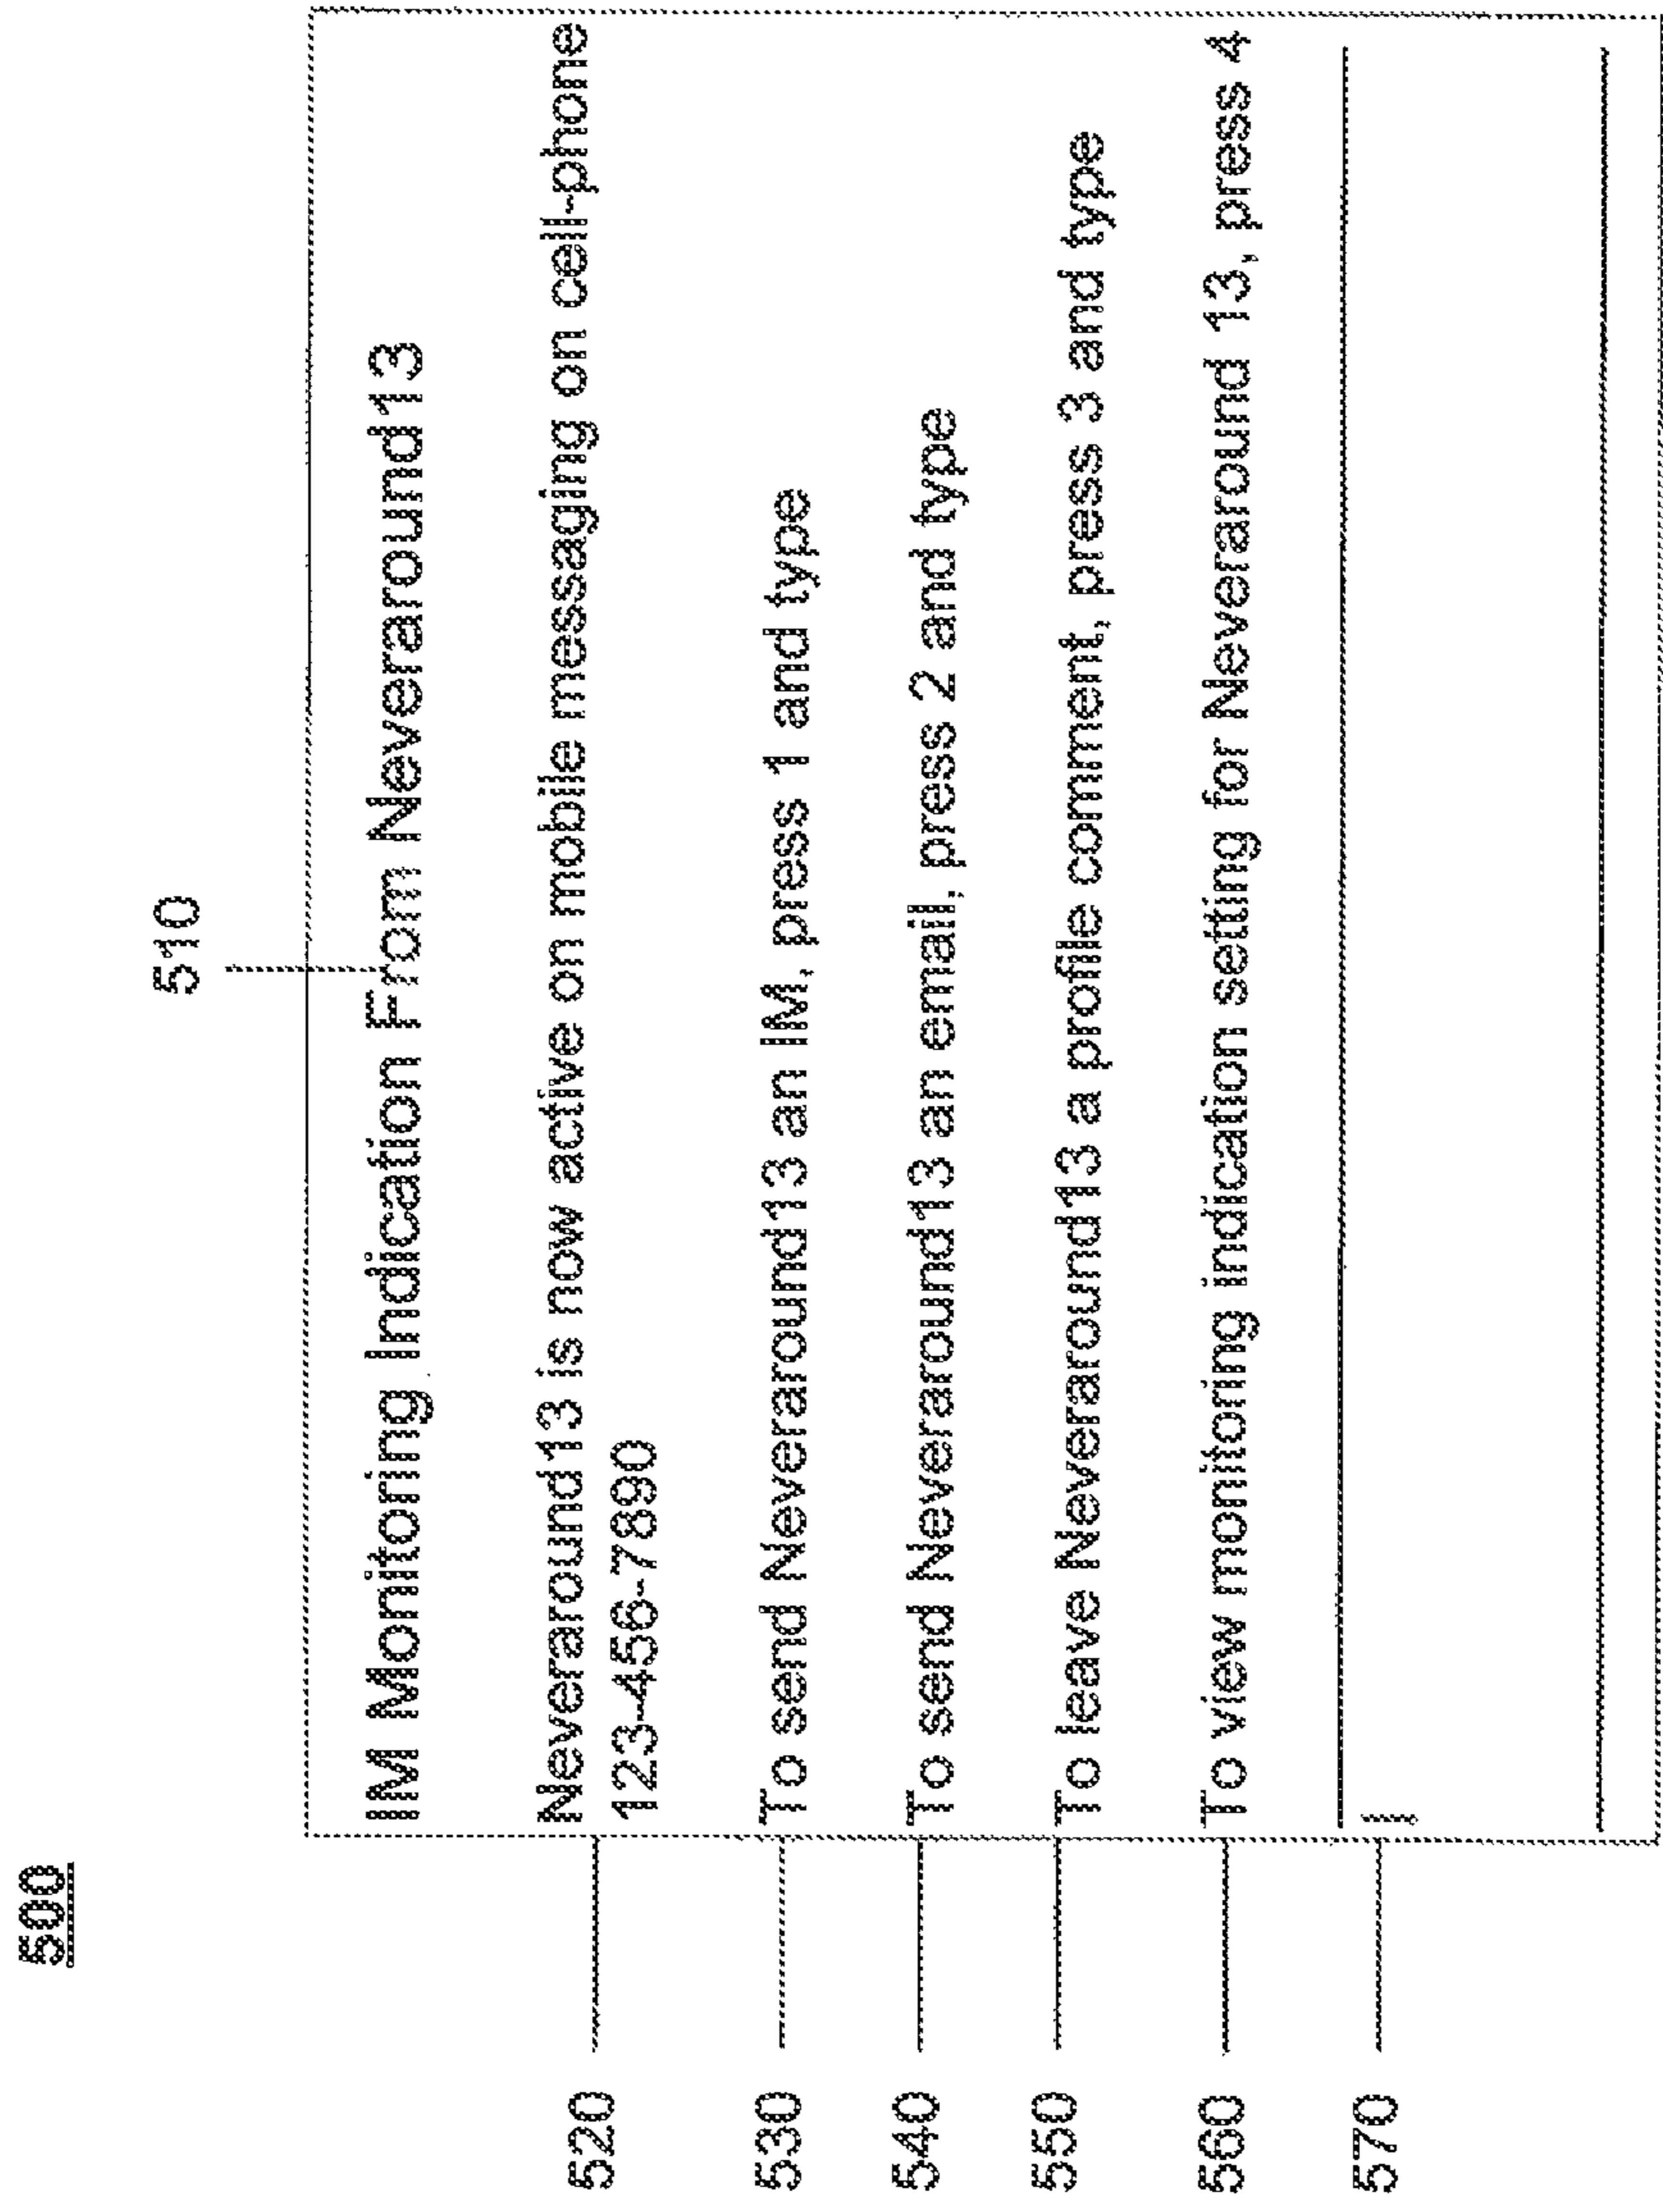 500
510
IM Monitoring Indication From Neveraround13
520
Neveraround13 is now active on mobile messaging on cell-phone
123-456-7890
530
To send Neveraround13 an IM, press 1 and type
540
To send Neveraround13 an email, press 2 and type
550
To leave Neveraround13 a profile comment, press 3 and type
560
To view monitoring indication setting for Neveraround 13, press 4
570